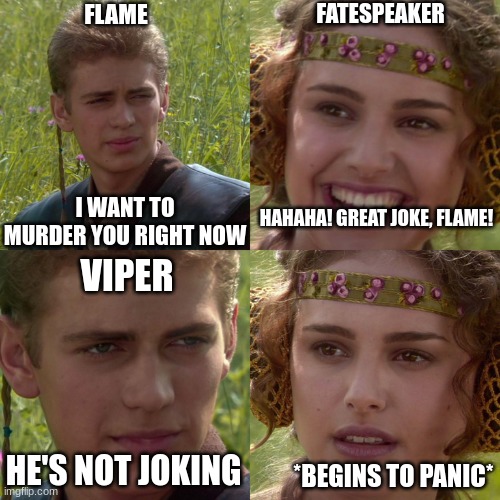 FLAME
I WANT TO
MURDER YOU RIGHT NOW
FATESPEAKER
HAHAHA! GREAT JOKE, FLAME!
VIPER
HE'S NOT JOKING
*BEGINS TO PANIC*
imgflip.com